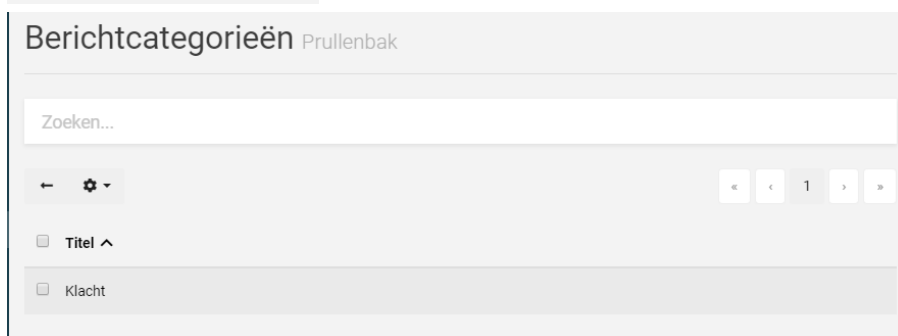 Berichtcategorieën Prullenbak
Zoeken...
« ‹ 1 › »
Titel
Klacht